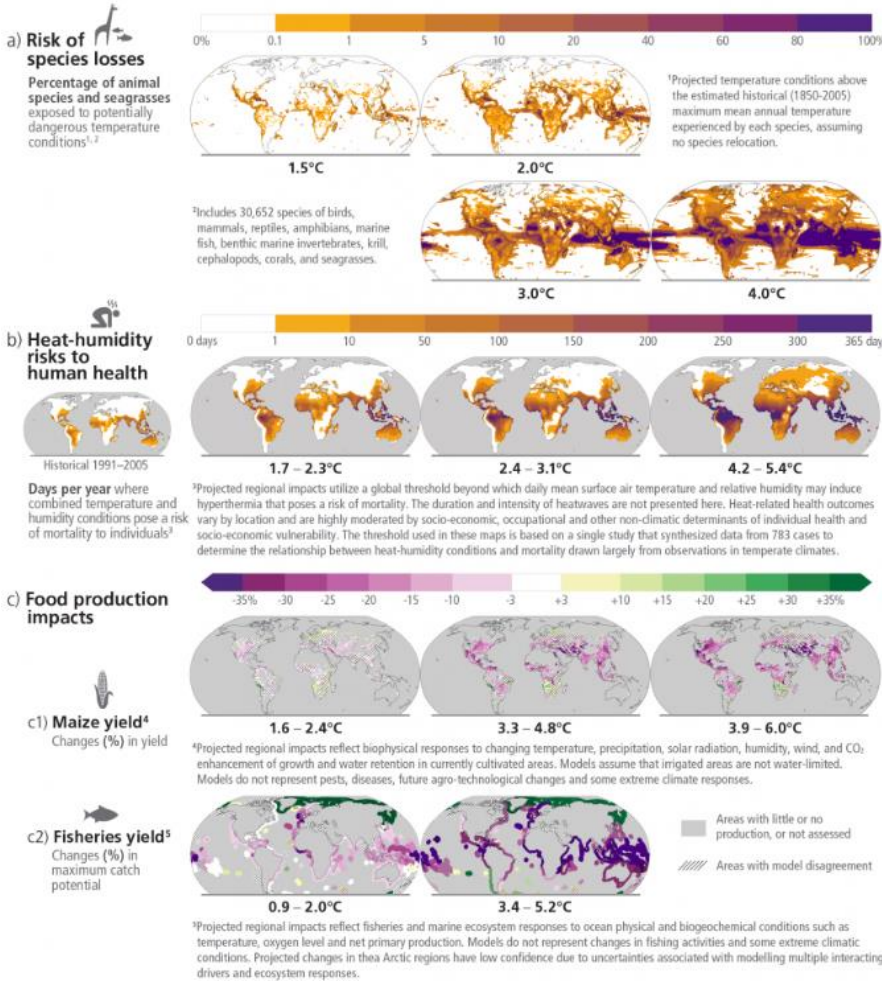 a) Risk of
species losses
Percentage of animal
species and seagrasses
exposed to potentially
dangerous temperature
conditions1, 2
0% 0.1 1 5 10 20 40 60 80 100%
1Projected temperature conditions above
the estimated historical (1850-2005)
maximum mean annual temperature
experienced by each species, assuming
no species relocation.
1.5°C 2.0°C
2Includes 30,652 species of birds,
mammals, reptiles, amphibians, marine
fish, benthic marine invertebrates, krill,
cephalopods, corals, and seagrasses.
3.0°C 4.0°C
b) Heat-humidity
risks to
human health
0 days 1 10 50 100 150 200 250 300 365 day
Historical 1991–2005
1.7 – 2.3°C 2.4 – 3.1°C 4.2 – 5.4°C
Days per year where
combined temperature and
humidity conditions pose a risk
of mortality to individuals3
3Projected regional impacts utilize a global threshold beyond which daily mean surface air temperature and relative humidity may induce
hyperthermia that poses a risk of mortality. The duration and intensity of heatwaves are not presented here. Heat-related health outcomes
vary by location and are highly moderated by socio-economic, occupational and other non-climatic determinants of individual health and
socio-economic vulnerability. The threshold used in these maps is based on a single study that synthesized data from 783 cases to
determine the relationship between heat-humidity conditions and mortality drawn largely from observations in temperate climates.
c) Food production
impacts
-35% -30 -25 -20 -15 -10 -3 +3 +10 +15 +20 +25 +30 +35%
c1) Maize yield4
Changes (%) in yield
1.6 – 2.4°C 3.3 – 4.8°C 3.9 – 6.0°C
4Projected regional impacts reflect biophysical responses to changing temperature, precipitation, solar radiation, humidity, wind, and CO2
enhancement of growth and water retention in currently cultivated areas. Models assume that irrigated areas are not water-limited.
Models do not represent pests, diseases, future agro-technological changes and some extreme climate responses.
c2) Fisheries yield5
Changes (%) in
maximum catch
potential
Areas with little or no
production, or not assessed
Areas with model disagreement
0.9 – 2.0°C 3.4 – 5.2°C
5Projected regional impacts reflect fisheries and marine ecosystem responses to ocean physical and biogeochemical conditions such as
temperature, oxygen level and net primary production. Models do not represent changes in fishing activities and some extreme climatic
conditions. Projected changes in thea Arctic regions have low confidence due to uncertainties associated with modelling multiple interacting
drivers and ecosystem responses.